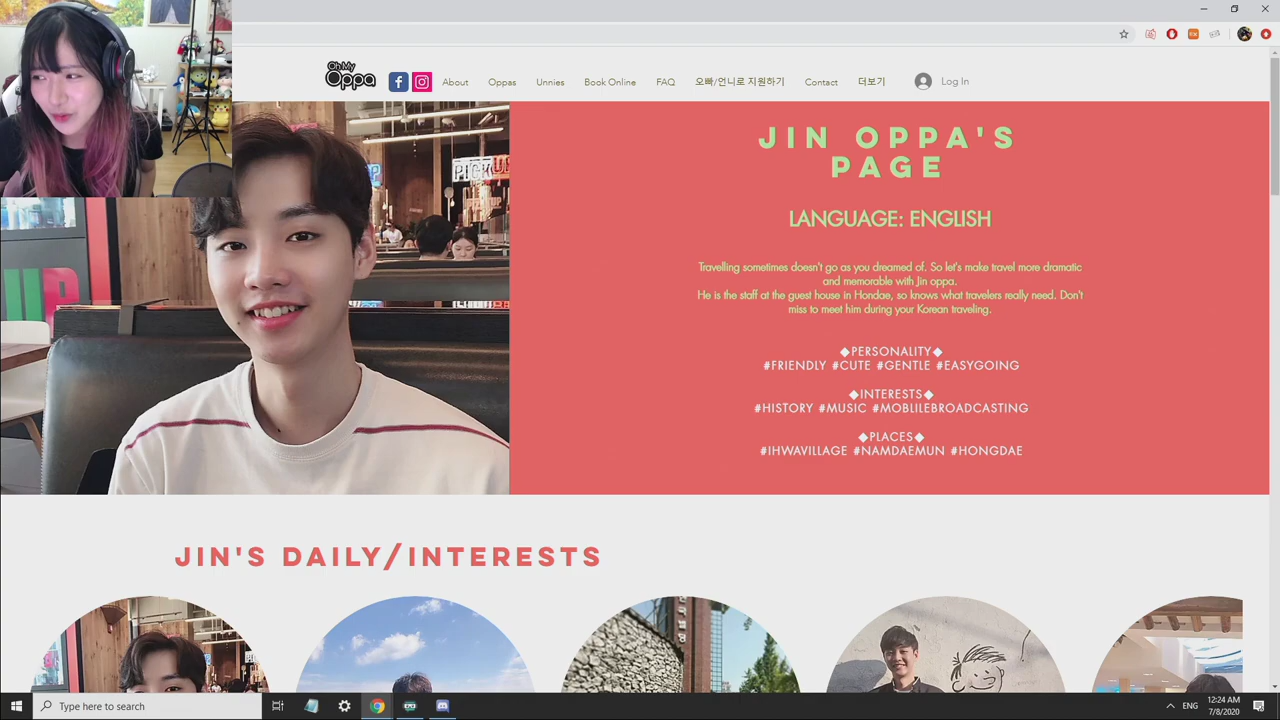 Oh My
Oppa
About
Oppas
Unnies
Book Online
FAQ
오빠/언니로 지원하기
Contact
더보기
Log In
JIN OPPA'S
PAGE
LANGUAGE: ENGLISH
Travelling sometimes doesn't go as you dreamed of. So let's make travel more dramatic
and memorable with Jin oppa.
He is the staff at the guest house in Hondae, so knows what travelers really need. Don't
miss to meet him during your Korean traveling.
◆PERSONALITY◆
#FRIENDLY #CUTE #GENTLE #EASYGOING
◆INTERESTS◆
#HISTORY #MUSIC #MOBLILEBROADCASTING
◆PLACES◆
#IHWAVILLAGE #NAMDAEMUN #HONGDAE
JIN'S DAILY/INTERESTS
Type here to search
ENG
12:24 AM
7/8/2020